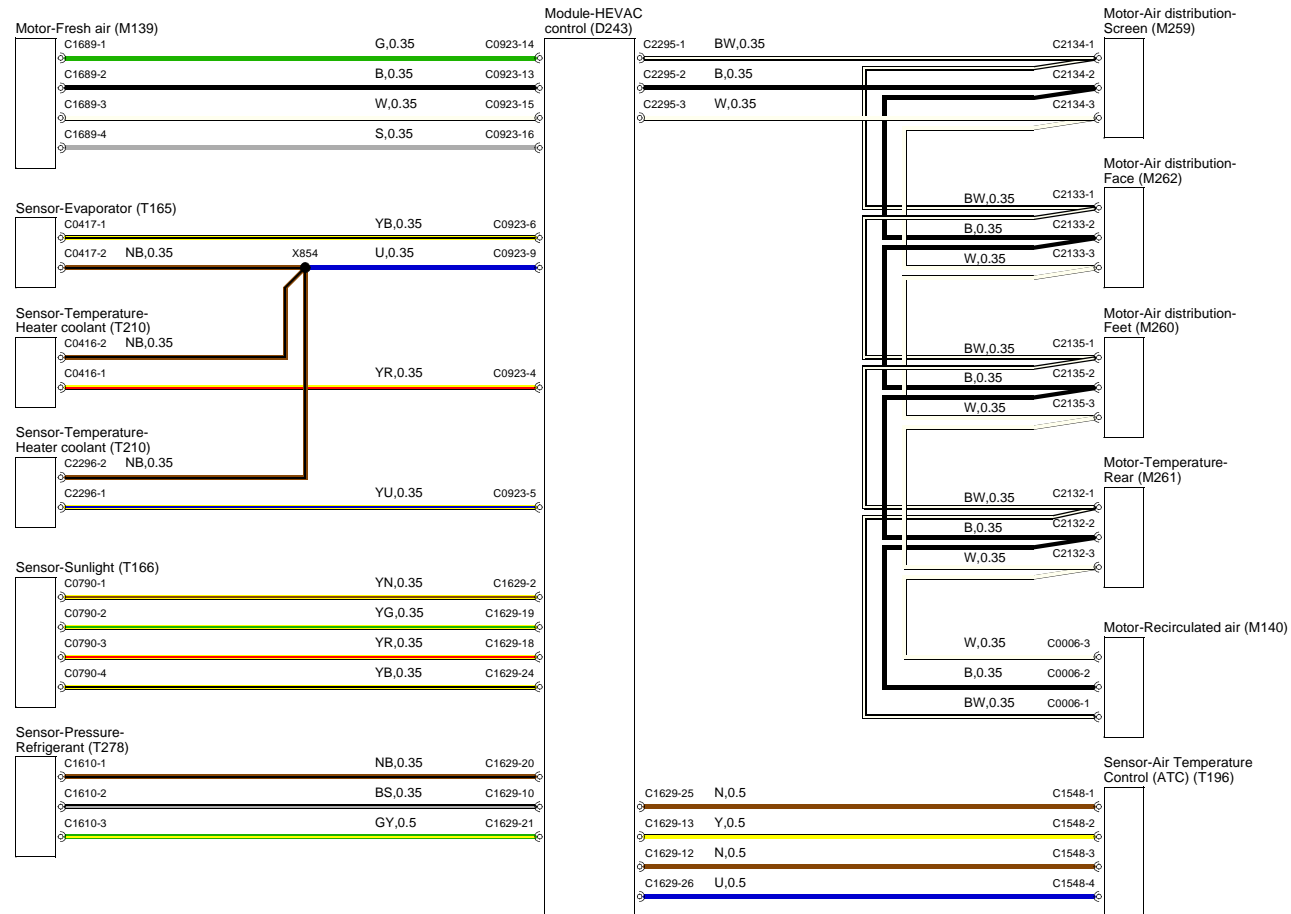 Motor-Fresh air (M139)
C1689-1 G,0.35 C0923-14
C1689-2 B,0.35 C0923-13
C1689-3 W,0.35 C0923-15
C1689-4 S,0.35 C0923-16
Sensor-Evaporator (T165)
C0417-1 YB,0.35 C0923-6
C0417-2 NB,0.35 X854 U,0.35 C0923-9
Sensor-Temperature-
Heater coolant (T210)
C0416-2 NB,0.35
C0416-1 YR,0.35 C0923-4
Sensor-Temperature-
Heater coolant (T210)
C2296-2 NB,0.35
C2296-1 YU,0.35 C0923-5
Sensor-Sunlight (T166)
C0790-1 YN,0.35 C1629-2
C0790-2 YG,0.35 C1629-19
C0790-3 YR,0.35 C1629-18
C0790-4 YB,0.35 C1629-24
Sensor-Pressure-
Refrigerant (T278)
C1610-1 NB,0.35 C1629-20
C1610-2 BS,0.35 C1629-10
C1610-3 GY,0.5 C1629-21
Module-HEVAC
control (D243)
Motor-Air distribution-
Screen (M259)
C2295-1 BW,0.35 C2134-1
C2295-2 B,0.35 C2134-2
C2295-3 W,0.35 C2134-3
Motor-Air distribution-
Face (M262)
BW,0.35 C2133-1
B,0.35 C2133-2
W,0.35 C2133-3
Motor-Air distribution-
Feet (M260)
BW,0.35 C2135-1
B,0.35 C2135-2
W,0.35 C2135-3
Motor-Temperature-
Rear (M261)
BW,0.35 C2132-1
B,0.35 C2132-2
W,0.35 C2132-3
Motor-Recirculated air (M140)
W,0.35 C0006-3
B,0.35 C0006-2
BW,0.35 C0006-1
Sensor-Air Temperature
Control (ATC) (T196)
C1629-25 N,0.5 C1548-1
C1629-13 Y,0.5 C1548-2
C1629-12 N,0.5 C1548-3
C1629-26 U,0.5 C1548-4